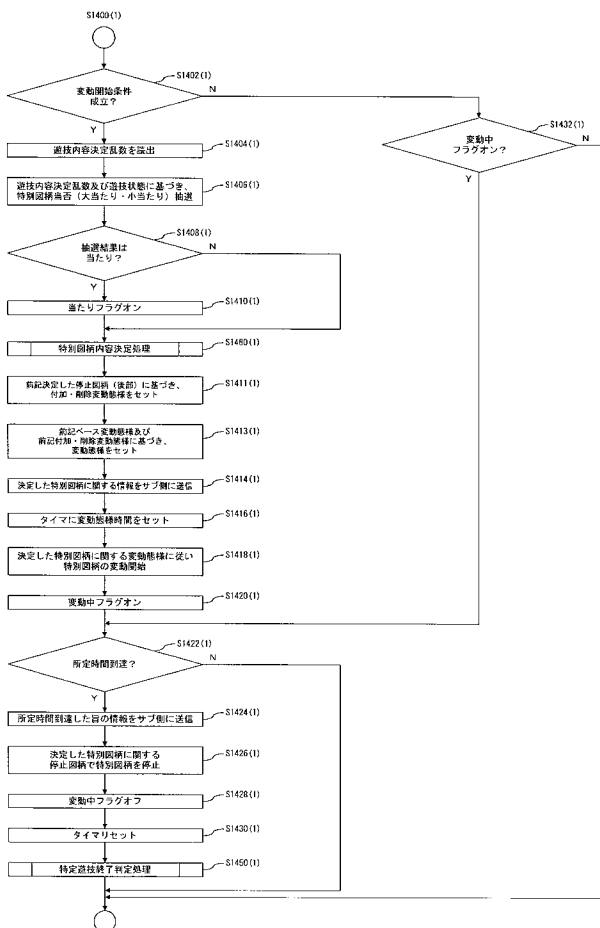 S1400(1)
S1402(1)
変動開始条件
成立？
N
Y
S1432(1)
変動中
フラグオン？
N
Y
S1404(1)
遊技内容決定乱数を読出
S1406(1)
遊技内容決定乱数及び遊技状態に基づき、
特別図柄当否（大当たり・小当たり）抽選
S1408(1)
抽選結果は
当たり？
N
Y
S1410(1)
当たりフラグオン
S1460(1)
特別図柄内容決定処理
S1411(1)
前記決定した停止図柄（後部）に基づき、
付加・削除変動態様をセット
S1413(1)
前記ベース変動態様及び
前記付加・削除変動態様に基づき、
変動態様をセット
S1414(1)
決定した特別図柄に関する情報をサブ側に送信
S1416(1)
タイマに変動態様時間をセット
S1418(1)
決定した特別図柄に関する変動態様に従い
特別図柄の変動開始
S1420(1)
変動中フラグオン
S1422(1)
所定時間到達？
N
Y
S1424(1)
所定時間到達した旨の情報をサブ側に送信
S1426(1)
決定した特別図柄に関する
停止図柄で特別図柄を停止
S1428(1)
変動中フラグオフ
S1430(1)
タイマリセット
S1450(1)
特定遊技終了判定処理